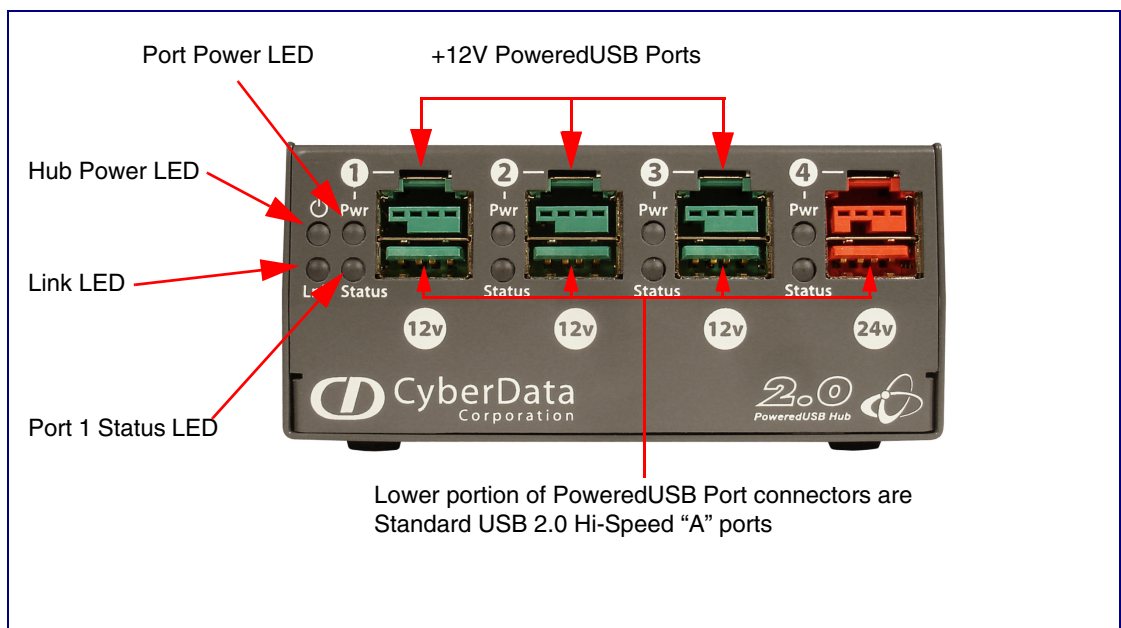 Port Power LED
+12V PoweredUSB Ports
Hub Power LED
Link LED
Port 1 Status LED
1
2
3
4
Pwr
Pwr
Pwr
Pwr
Status
Status
Status
Status
12v
12v
12v
24v
CyberData
Corporation
2.0
PoweredUSB Hub
Lower portion of PoweredUSB Port connectors are
Standard USB 2.0 Hi-Speed “A” ports